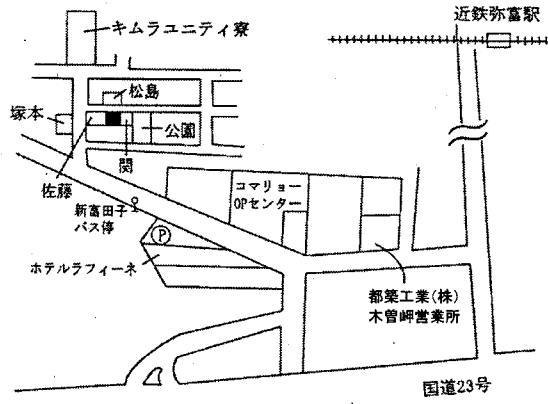 近鉄弥富駅
キムラユニティ寮
松島
塚本
公園
関
佐藤
コマリョー
OPセンター
新富田子
バス停
P
ホテルラフィーネ
都築工業(株)
木曽岬営業所
国道23号